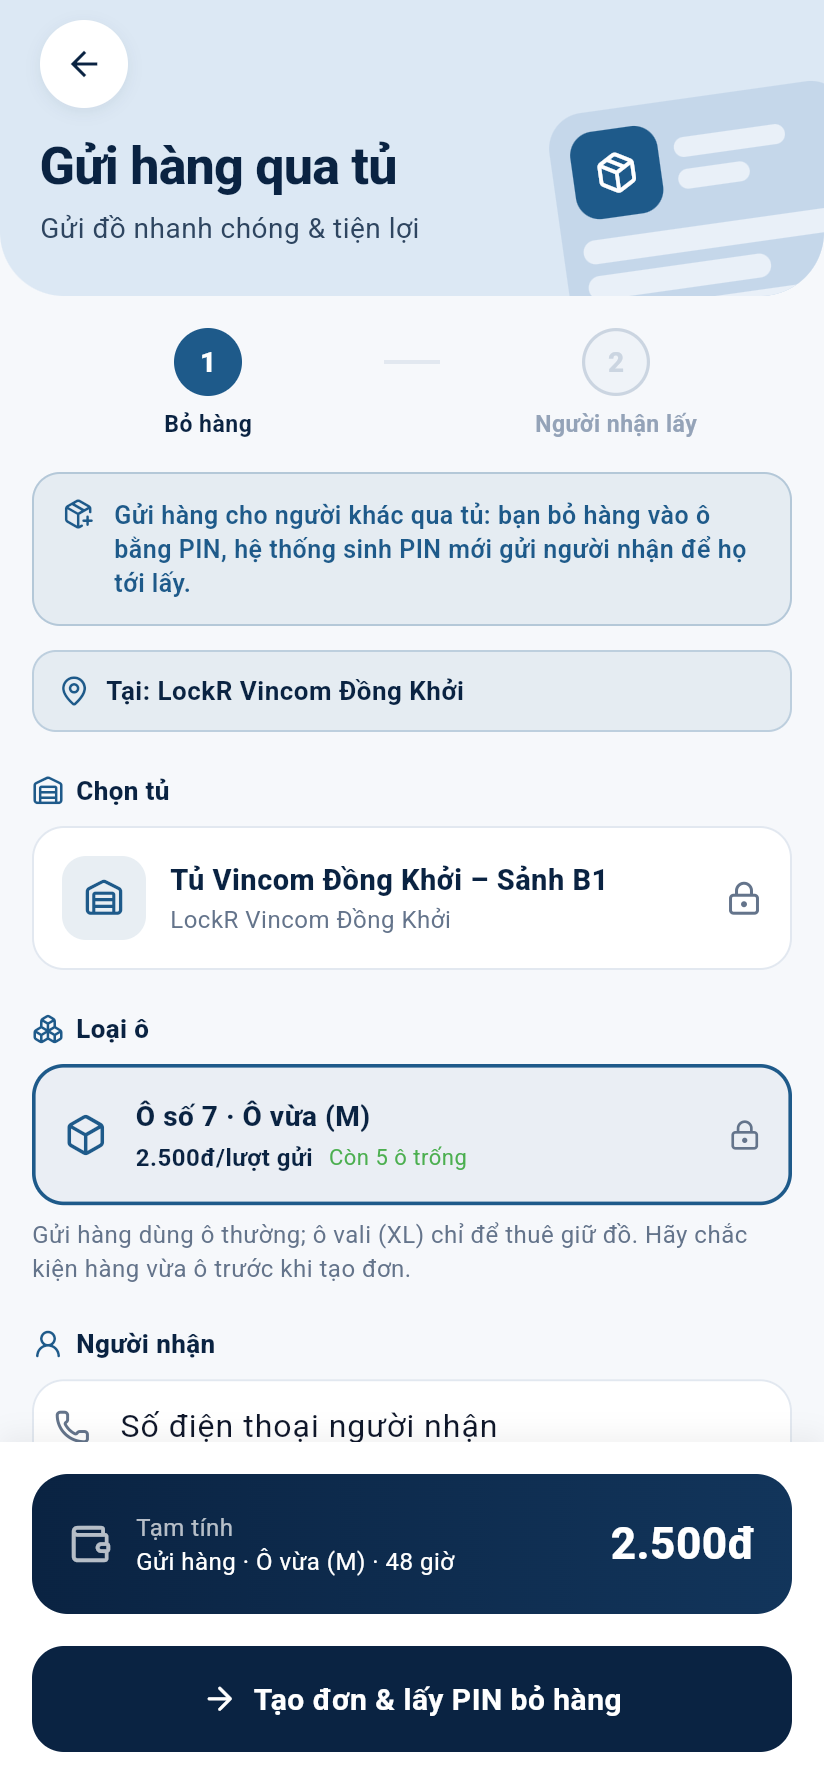 Gửi hàng qua tủ
Gửi đồ nhanh chóng & tiện lợi
1
2
Bỏ hàng
Người nhận lấy
Gửi hàng cho người khác qua tủ: bạn bỏ hàng vào ô
bằng PIN, hệ thống sinh PIN mới gửi người nhận để họ
tới lấy.
Tại: LockR Vincom Đồng Khởi
Chọn tủ
Tủ Vincom Đồng Khởi – Sảnh B1
LockR Vincom Đồng Khởi
Loại ô
Ô số 7 · Ô vừa (M)
2.500đ/lượt gửi Còn 5 ô trống
Gửi hàng dùng ô thường; ô vali (XL) chỉ để thuê giữ đồ. Hãy chắc
kiện hàng vừa ô trước khi tạo đơn.
Người nhận
Số điện thoại người nhận
Tạm tính
Gửi hàng · Ô vừa (M) · 48 giờ
2.500đ
Tạo đơn & lấy PIN bỏ hàng